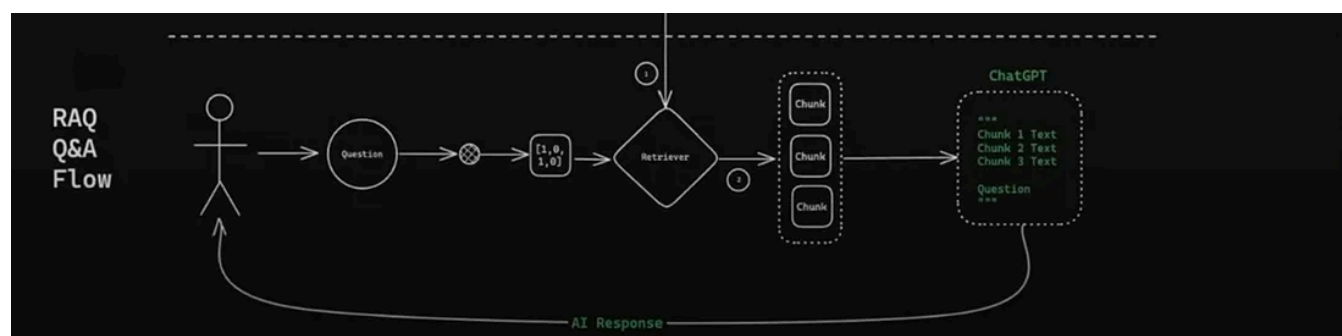 RAQ
Q&A
Flow
Question
[1,0,
1,0]
1
Retriever
2
Chunk
Chunk
Chunk
ChatGPT
"""
Chunk 1 Text
Chunk 2 Text
Chunk 3 Text
Question
"""
AI Response